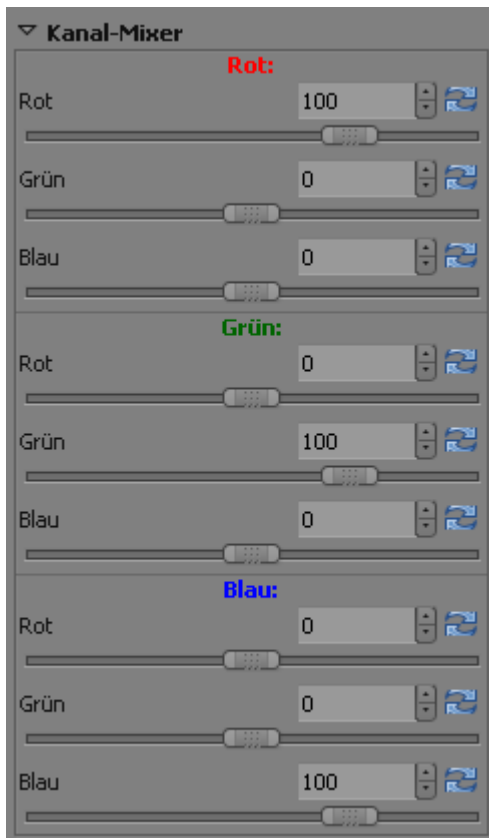 Kanal-Mixer
Rot:
Rot 100
Grün 0
Blau 0
Grün:
Rot 0
Grün 100
Blau 0
Blau:
Rot 0
Grün 0
Blau 100